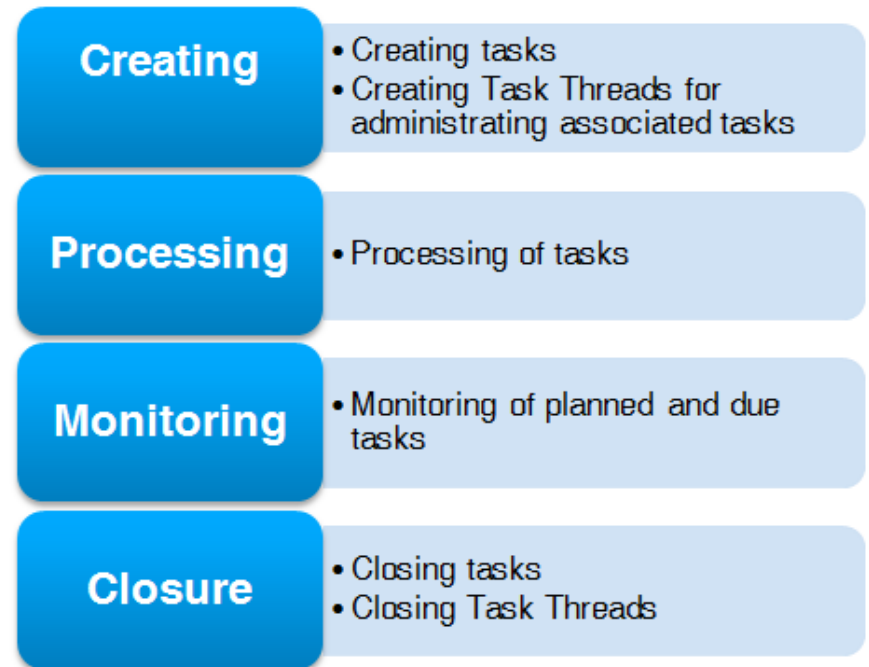 Creating
• Creating tasks
• Creating Task Threads for
administrating associated tasks
Processing
• Processing of tasks
Monitoring
• Monitoring of planned and due
tasks
Closure
• Closing tasks
• Closing Task Threads